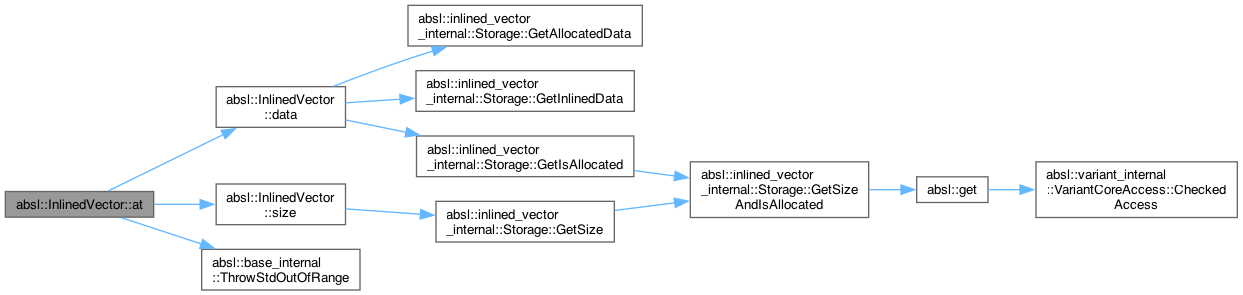 absl::InlinedVector::at
absl::InlinedVector
::data
absl::InlinedVector
::size
absl::base_internal
::ThrowStdOutOfRange
absl::inlined_vector
_internal::Storage::GetAllocatedData
absl::inlined_vector
_internal::Storage::GetInlinedData
absl::inlined_vector
_internal::Storage::GetIsAllocated
absl::inlined_vector
_internal::Storage::GetSize
absl::inlined_vector
_internal::Storage::GetSize
AndIsAllocated
absl::get
absl::variant_internal
::VariantCoreAccess::Checked
Access